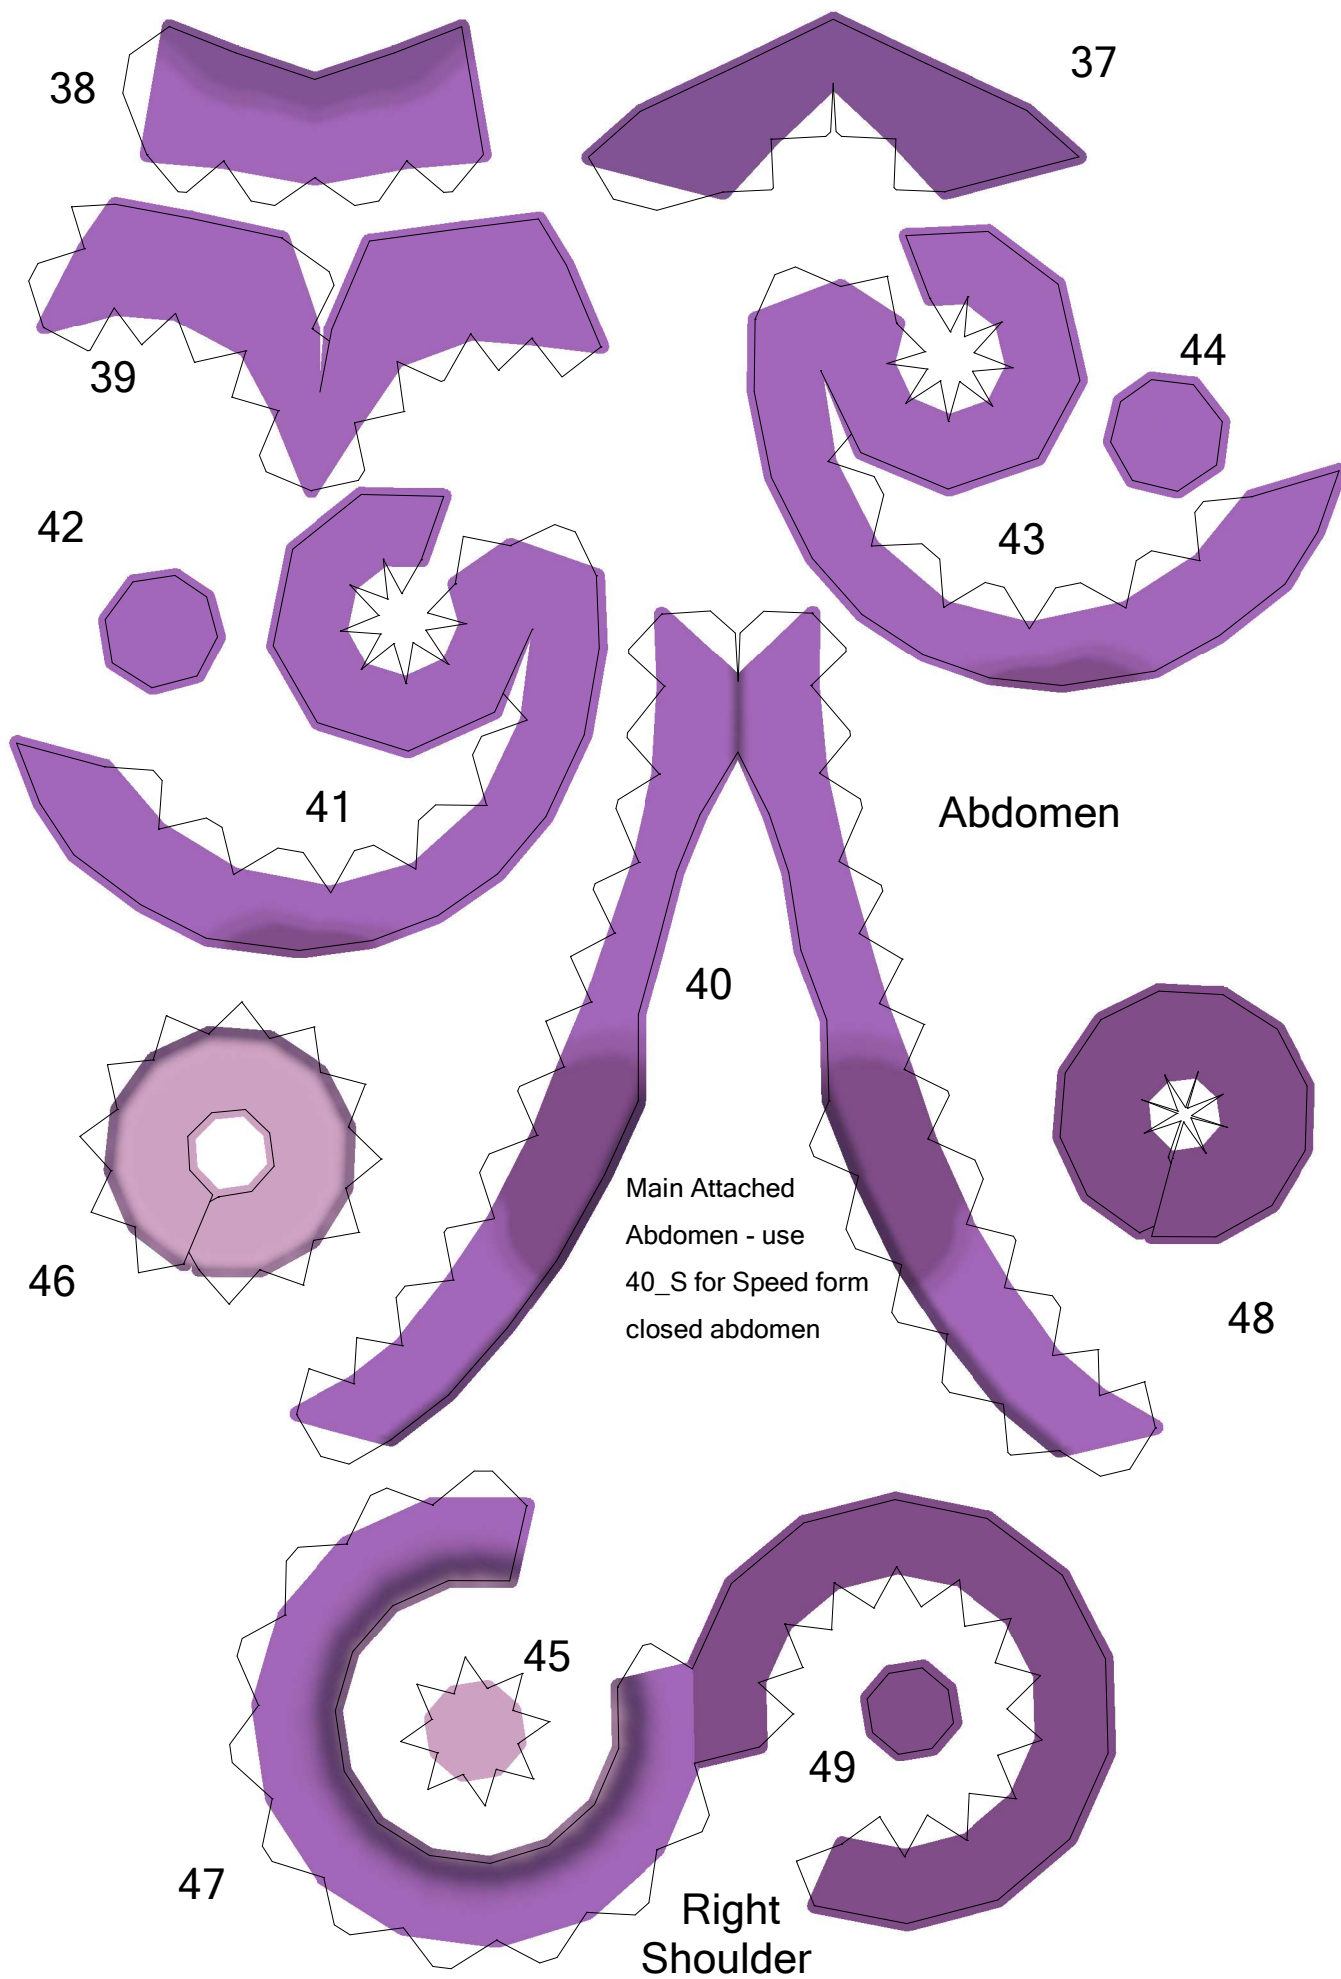 38
37
39
44
42
43
41
Abdomen
40
Main Attached
Abdomen - use
40_S for Speed form
closed abdomen
46
48
45
49
47
Right
Shoulder